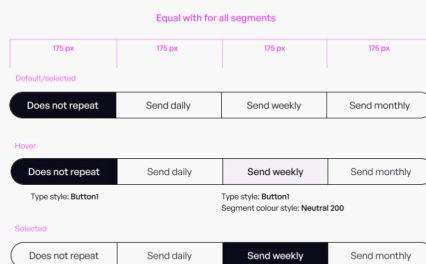 Equal with for all segments
175 px 175 px 175 px 175 px
Default/selected
Does not repeat Send daily Send weekly Send monthly
Hover
Does not repeat Send daily Send weekly Send monthly
Type style: Button1 Type style: Button1
Segment colour style: Neutral 200
Selected
Does not repeat Send daily Send weekly Send monthly